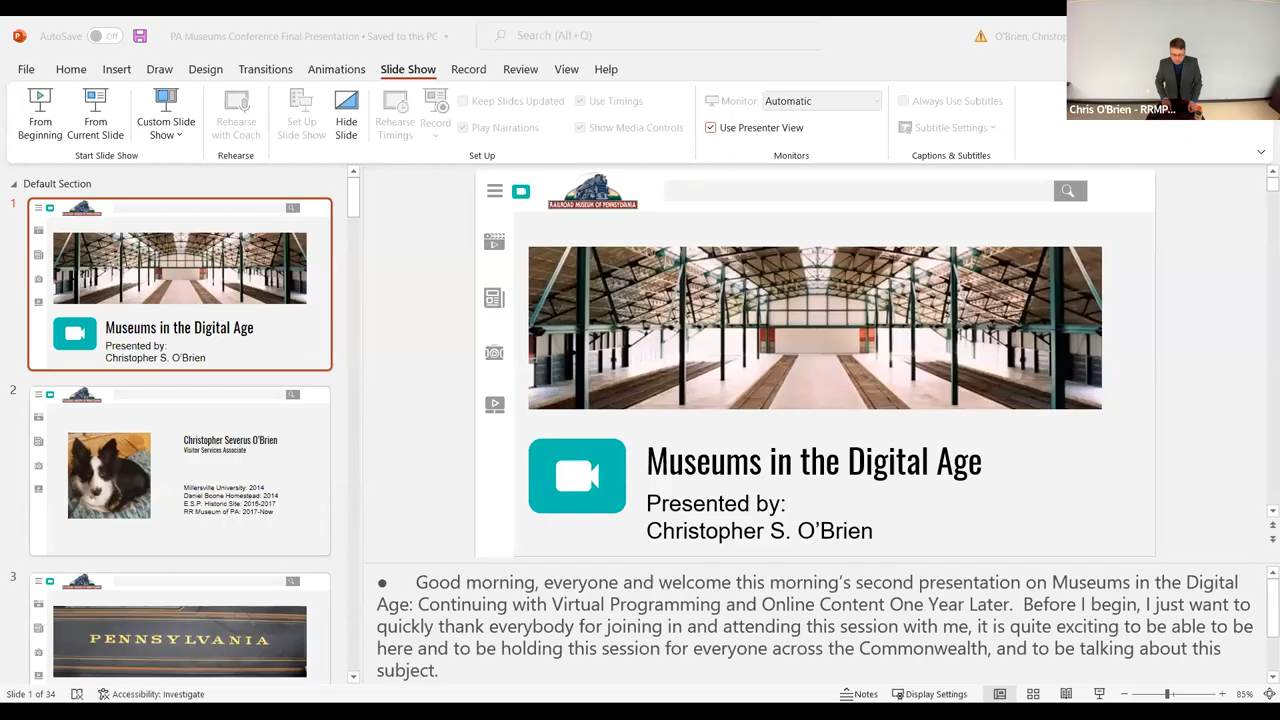 AutoSave Off
PA Museums Conference Final Presentation • Saved to this PC
Search (Alt+Q)
O'Brien, Christop
File Home Insert Draw Design Transitions Animations Slide Show Record Review View Help
From Beginning
From Current Slide
Custom Slide Show
Rehearse with Coach
Set Up Slide Show
Hide Slide
Rehearse Timings
Record
Keep Slides Updated
Play Narrations
Use Timings
Show Media Controls
Monitor: Automatic
Use Presenter View
Always Use Subtitles
Subtitle Settings
Start Slide Show
Rehearse
Set Up
Monitors
Captions & Subtitles
Chris O'Brien - RRMP...
Default Section
1
Museums in the Digital Age
Presented by:
Christopher S. O'Brien
2
Christopher Severus O'Brien
Visitor Services Associate
Millersville University: 2014
Daniel Boone Homestead: 2014
E.S.P. Historic Site: 2015-2017
RR Museum of PA: 2017-Now
3
PENNSYLVANIA
RAILROAD MUSEUM OF PENNSYLVANIA
Museums in the Digital Age
Presented by:
Christopher S. O'Brien
● Good morning, everyone and welcome this morning's second presentation on Museums in the Digital
Age: Continuing with Virtual Programming and Online Content One Year Later. Before I begin, I just want to
quickly thank everybody for joining in and attending this session with me, it is quite exciting to be able to be
here and to be holding this session for everyone across the Commonwealth, and to be talking about this
subject.
Slide 1 of 34
Accessibility: Investigate
Notes
Display Settings
85%